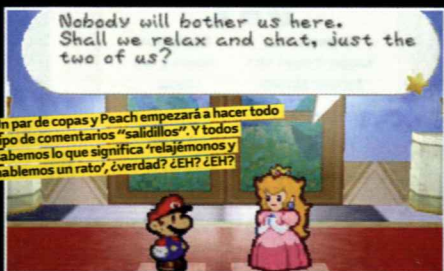 Nobody will bother us here.
Shall we relax and chat, just the
two of us?
n par de copas y Peach empezará a hacer todo
ipo de comentarios "salidillos". Y todos
abemos lo que significa 'relajémonos y
ablemos un rato', ¿verdad? ¿EH? ¿EH?